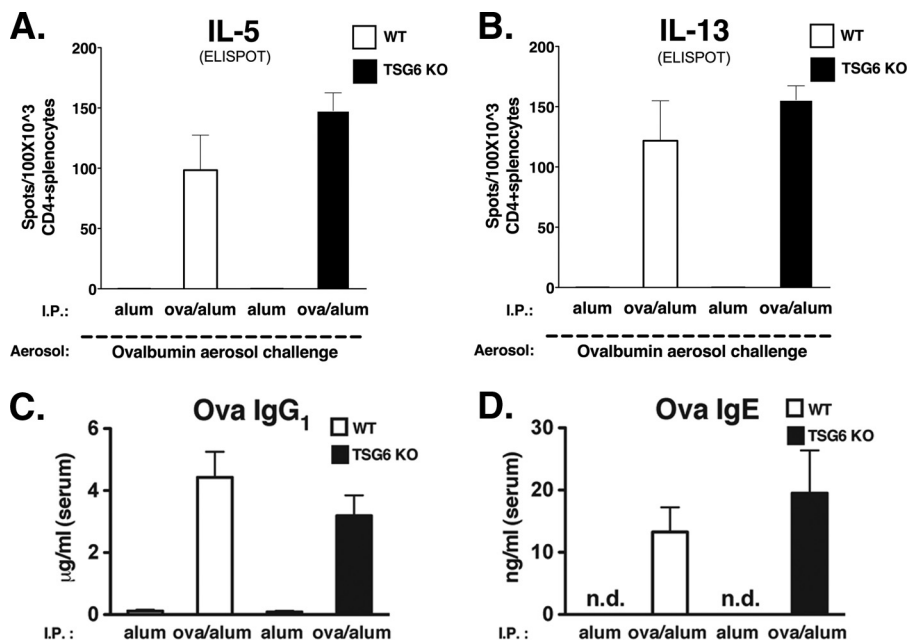 A.
IL-5
(ELISPOT)
WT
TSG6 KO
Spots/100X10^3
CD4+splenocytes
200
150
100
50
0
I.P.: alum ova/alum alum ova/alum
Aerosol: Ovalbumin aerosol challenge
B.
IL-13
(ELISPOT)
WT
TSG6 KO
Spots/100X10^3
CD4+splenocytes
200
150
100
50
0
I.P.: alum ova/alum alum ova/alum
Aerosol: Ovalbumin aerosol challenge
C.
Ova IgG1
WT
TSG6 KO
µg/ml (serum)
6
4
2
0
I.P. : alum ova/alum alum ova/alum
D.
Ova IgE
WT
TSG6 KO
ng/ml (serum)
30
20
10
0
n.d. n.d.
I.P. : alum ova/alum alum ova/alum